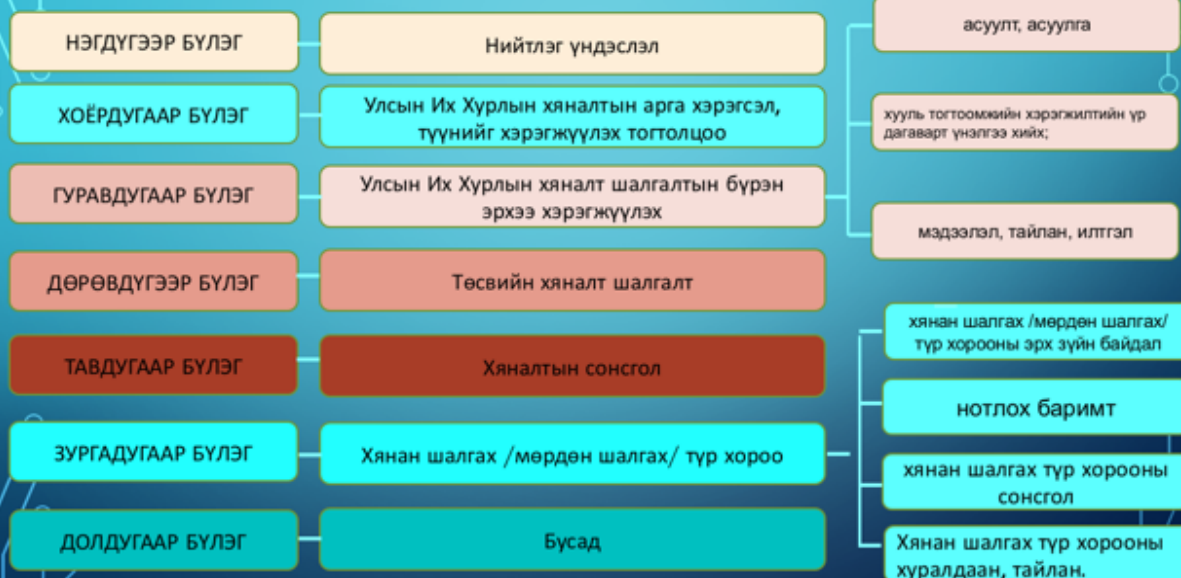 НЭГДҮГЭЭР БҮЛЭГ
Нийтлэг үндэслэл
ХОЁРДУГААР БҮЛЭГ
Улсын Их Хурлын хяналтын арга хэрэгсэл,
түүнийг хэрэгжүүлэх тогтолцоо
ГУРАВДУГААР БҮЛЭГ
Улсын Их Хурлын хяналт шалгалтын бүрэн
эрхээ хэрэгжүүлэх
асуулт, асуулга
хууль тогтоомжийн хэрэгжилтийн үр
дагаварт үнэлгээ хийх;
мэдээлэл, тайлан, илтгэл
ДӨРӨВДҮГЭЭР БҮЛЭГ
Төсвийн хяналт шалгалт
ТАВДУГААР БҮЛЭГ
Хяналтын сонсгол
ЗУРГАДУГААР БҮЛЭГ
Хянан шалгах /мөрдөн шалгах/ түр хороо
хянан шалгах /мөрдөн шалгах/
түр хорооны эрх зүйн байдал
нотлох баримт
хянан шалгах түр хорооны
сонсгол
Хянан шалгах түр хорооны
хуралдаан, тайлан.
ДОЛДУГААР БҮЛЭГ
Бусад